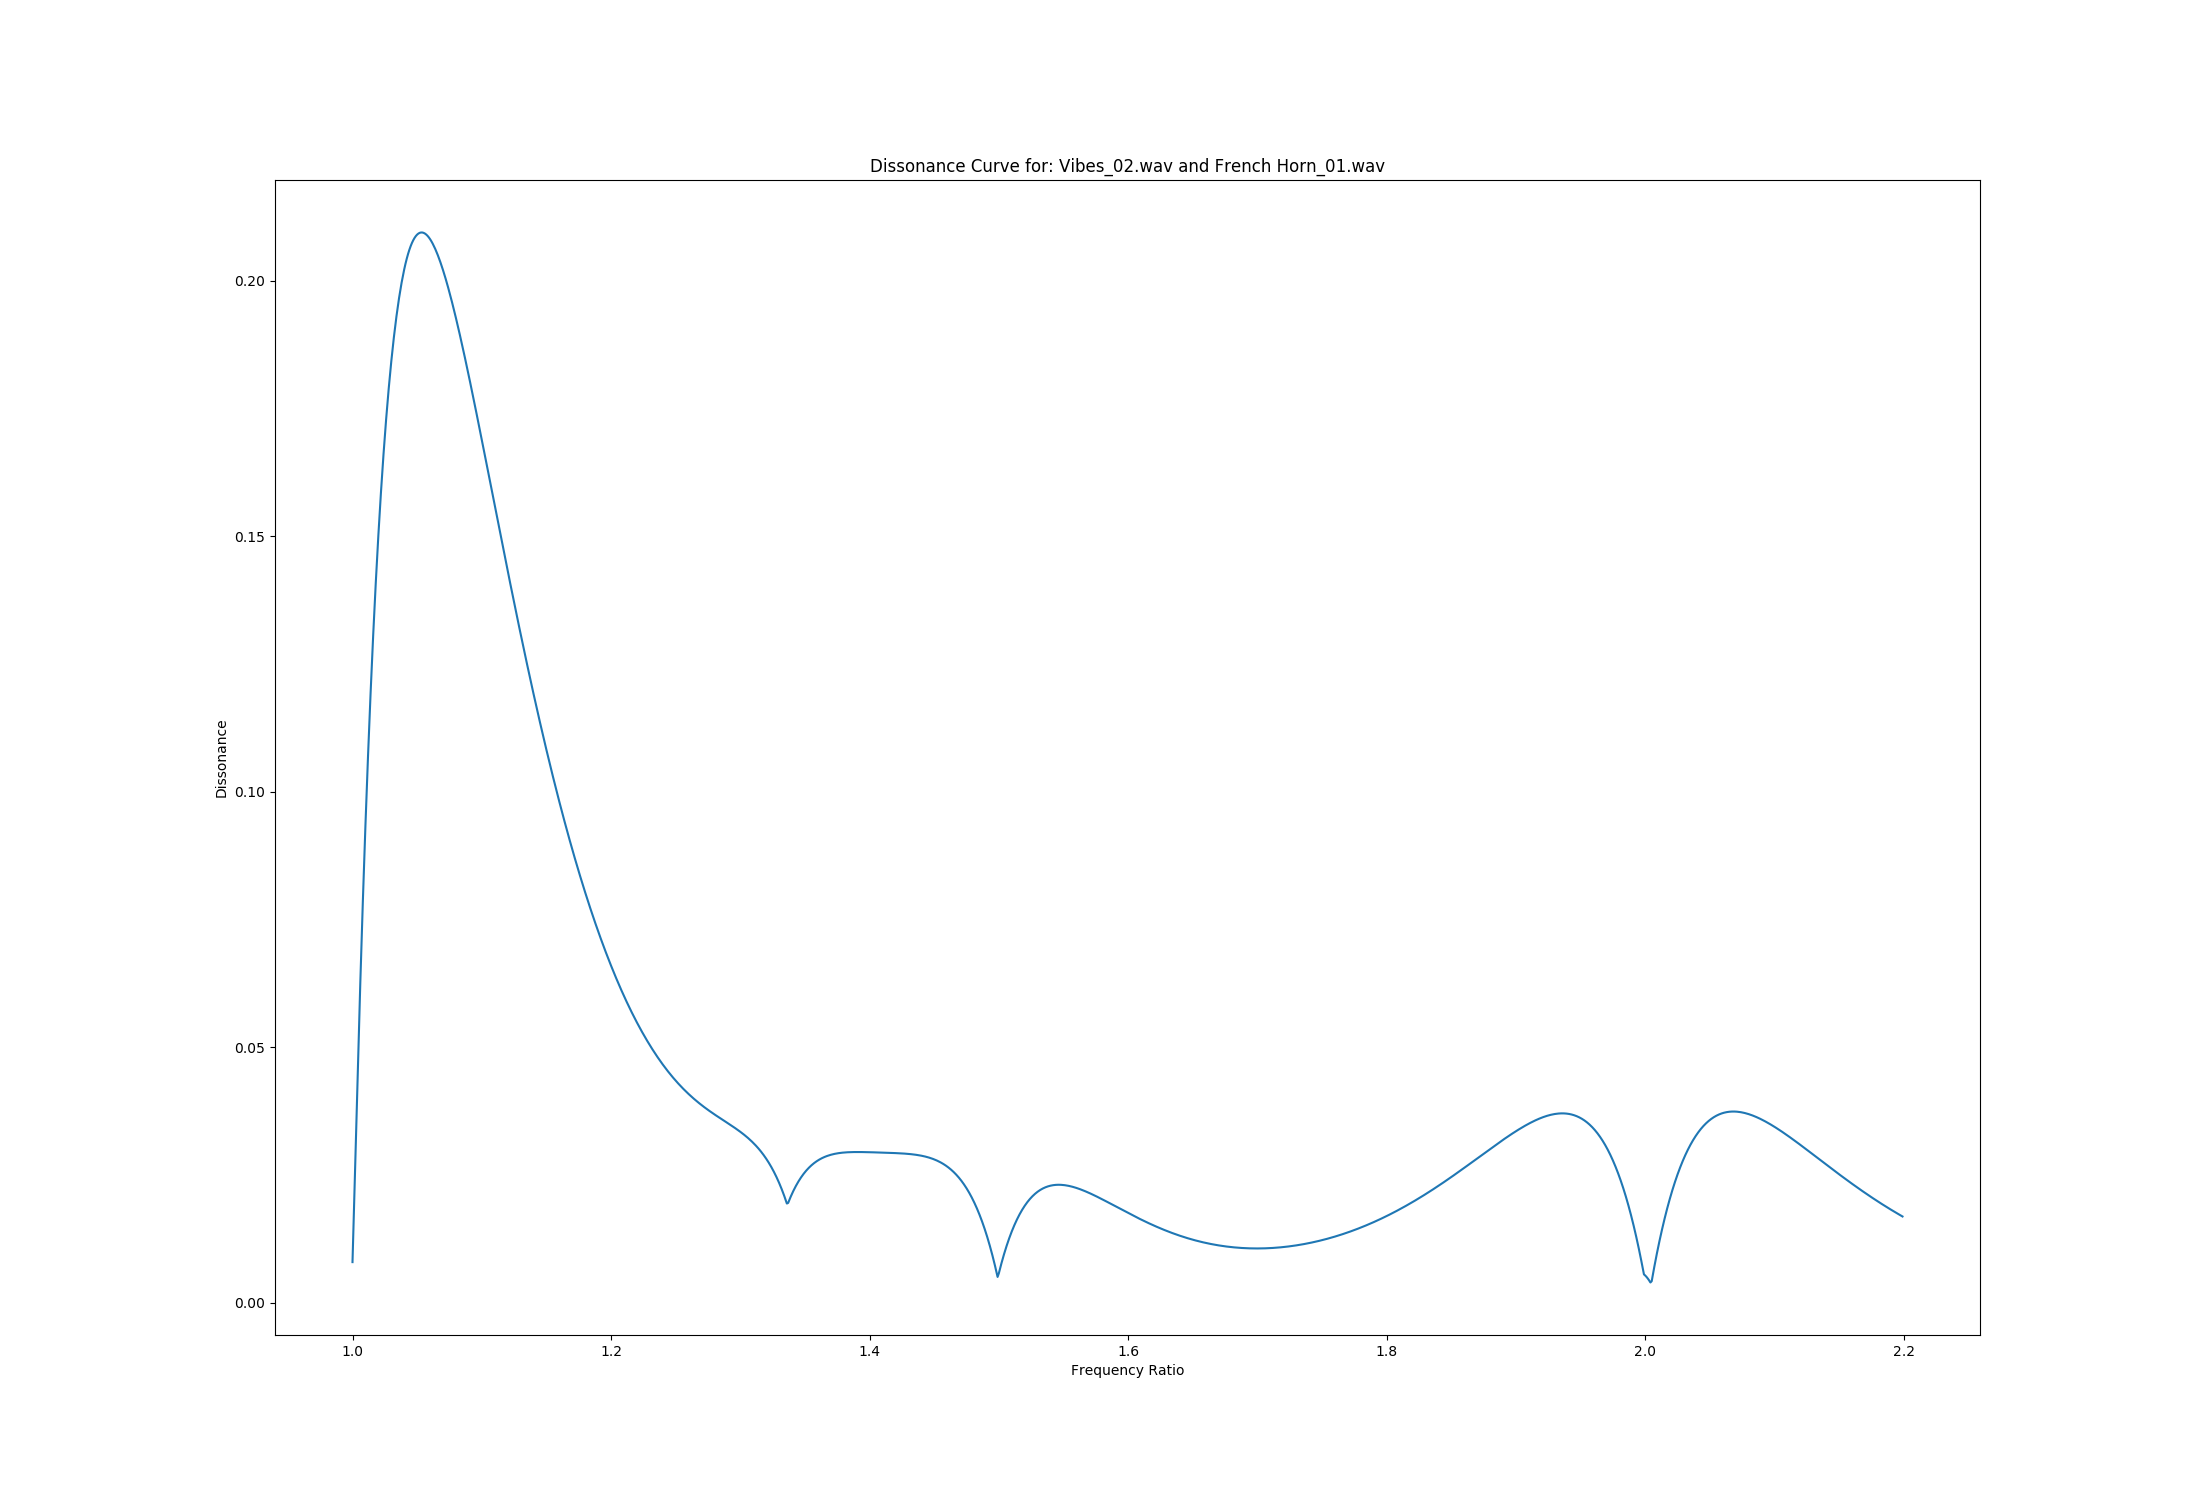 Dissonance Curve for: Vibes_02.wav and French Horn_01.wav
0.20
0.15
0.10
0.05
0.00
Dissonance
1.0 1.2 1.4 1.6 1.8 2.0 2.2
Frequency Ratio